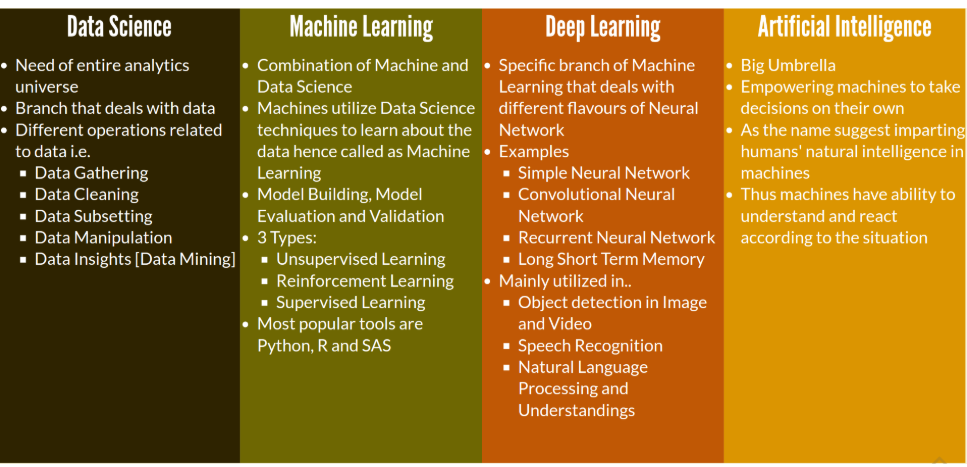 Data Science
Need of entire analytics
universe
Branch that deals with data
Different operations related
to data i.e.
Data Gathering
Data Cleaning
Data Subsetting
Data Manipulation
Data Insights [Data Mining]
Machine Learning
Combination of Machine and
Data Science
Machines utilize Data Science
techniques to learn about the
data hence called as Machine
Learning
Model Building, Model
Evaluation and Validation
3 Types:
Unsupervised Learning
Reinforcement Learning
Supervised Learning
Most popular tools are
Python, R and SAS
Deep Learning
Specific branch of Machine
Learning that deals with
different flavours of Neural
Network
Examples
Simple Neural Network
Convolutional Neural
Network
Recurrent Neural Network
Long Short Term Memory
Mainly utilized in..
Object detection in Image
and Video
Speech Recognition
Natural Language
Processing and
Understandings
Artificial Intelligence
Big Umbrella
Empowering machines to take
decisions on their own
As the name suggest imparting
humans' natural intelligence in
machines
Thus machines have ability to
understand and react
according to the situation